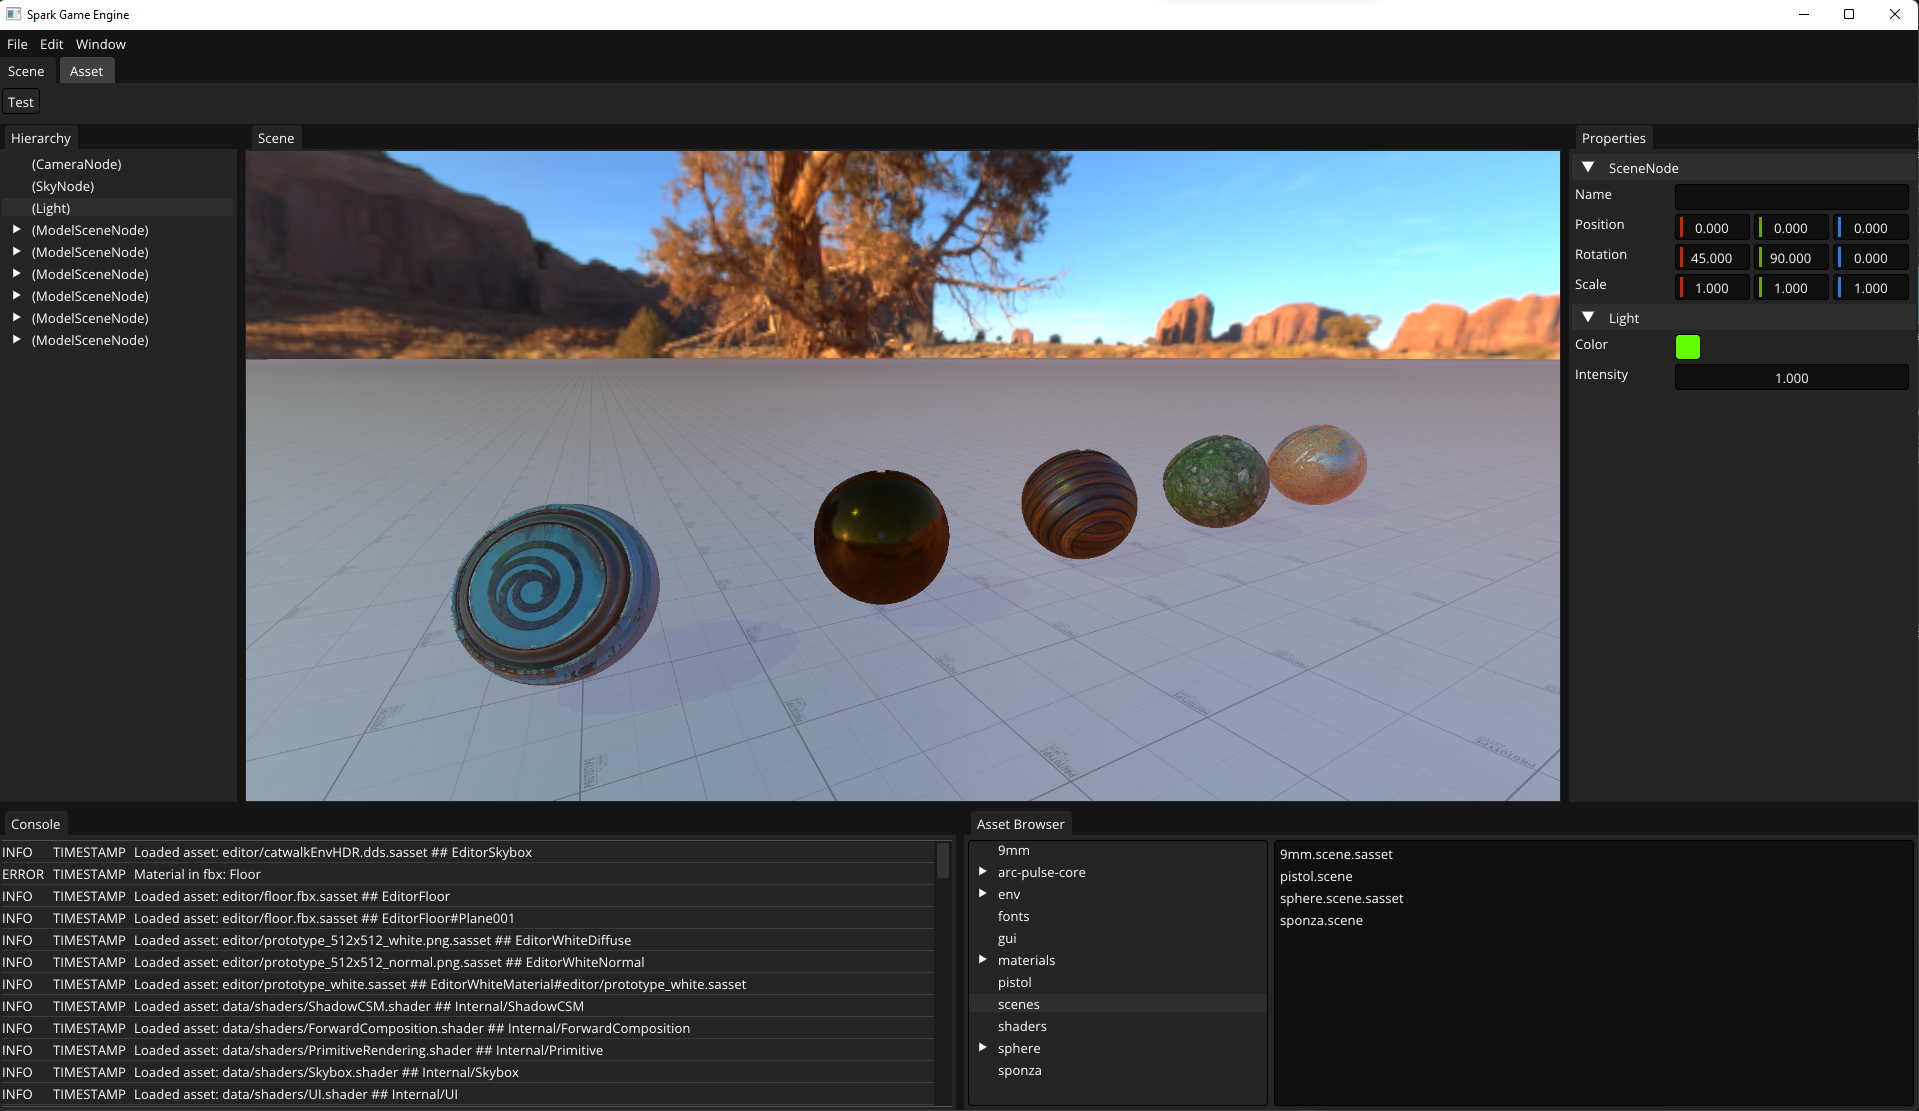 Spark Game Engine
File Edit Window
Scene Asset
Test
Hierarchy
(CameraNode)
(SkyNode)
(Light)
(ModelSceneNode)
(ModelSceneNode)
(ModelSceneNode)
(ModelSceneNode)
(ModelSceneNode)
(ModelSceneNode)
Scene
PROTOTYPE
Properties
SceneNode
Name
Position 0.000 0.000 0.000
Rotation 45.000 90.000 0.000
Scale 1.000 1.000 1.000
Light
Color
Intensity 1.000
Console
INFO TIMESTAMP Loaded asset: editor/catwalkEnvHDR.dds.sasset ## EditorSkybox
ERROR TIMESTAMP Material in fbx: Floor
INFO TIMESTAMP Loaded asset: editor/floor.fbx.sasset ## EditorFloor
INFO TIMESTAMP Loaded asset: editor/floor.fbx.sasset ## EditorFloor#Plane001
INFO TIMESTAMP Loaded asset: editor/prototype_512x512_white.png.sasset ## EditorWhiteDiffuse
INFO TIMESTAMP Loaded asset: editor/prototype_512x512_normal.png.sasset ## EditorWhiteNormal
INFO TIMESTAMP Loaded asset: editor/prototype_white.sasset ## EditorWhiteMaterial#editor/prototype_white.sasset
INFO TIMESTAMP Loaded asset: data/shaders/ShadowCSM.shader ## Internal/ShadowCSM
INFO TIMESTAMP Loaded asset: data/shaders/ForwardComposition.shader ## Internal/ForwardComposition
INFO TIMESTAMP Loaded asset: data/shaders/PrimitiveRendering.shader ## Internal/Primitive
INFO TIMESTAMP Loaded asset: data/shaders/Skybox.shader ## Internal/Skybox
INFO TIMESTAMP Loaded asset: data/shaders/UI.shader ## Internal/UI
Asset Browser
9mm
arc-pulse-core
env
fonts
gui
materials
pistol
scenes
shaders
sphere
sponza
9mm.scene.sasset
pistol.scene
sphere.scene.sasset
sponza.scene